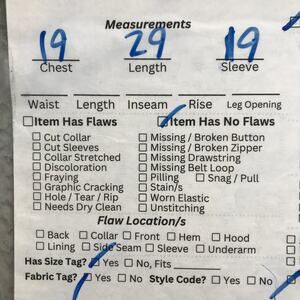 Measurements
19 29 19
Chest Length Sleeve
Waist Length Inseam Rise Leg Opening
Item Has Flaws Item Has No Flaws
Cut Collar Missing / Broken Button
Cut Sleeves Missing / Broken Zipper
Collar Stretched Missing Drawstring
Discoloration Missing Belt Loop
Fraying Pilling Snag / Pull
Graphic Cracking Stain/s
Hole / Tear / Rip Worn Elastic
Needs Dry Clean Unstitching
Flaw Location/s
Back Collar Front Hem Hood
Lining Side Seam Sleeve Underarm
Has Size Tag? Yes No, Fits
Fabric Tag? Yes No Style Code? Yes No